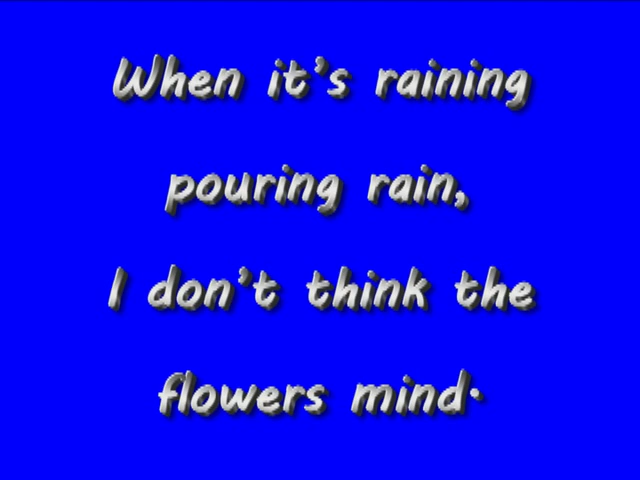 When it's raining
pouring rain,
I don't think the
flowers mind.